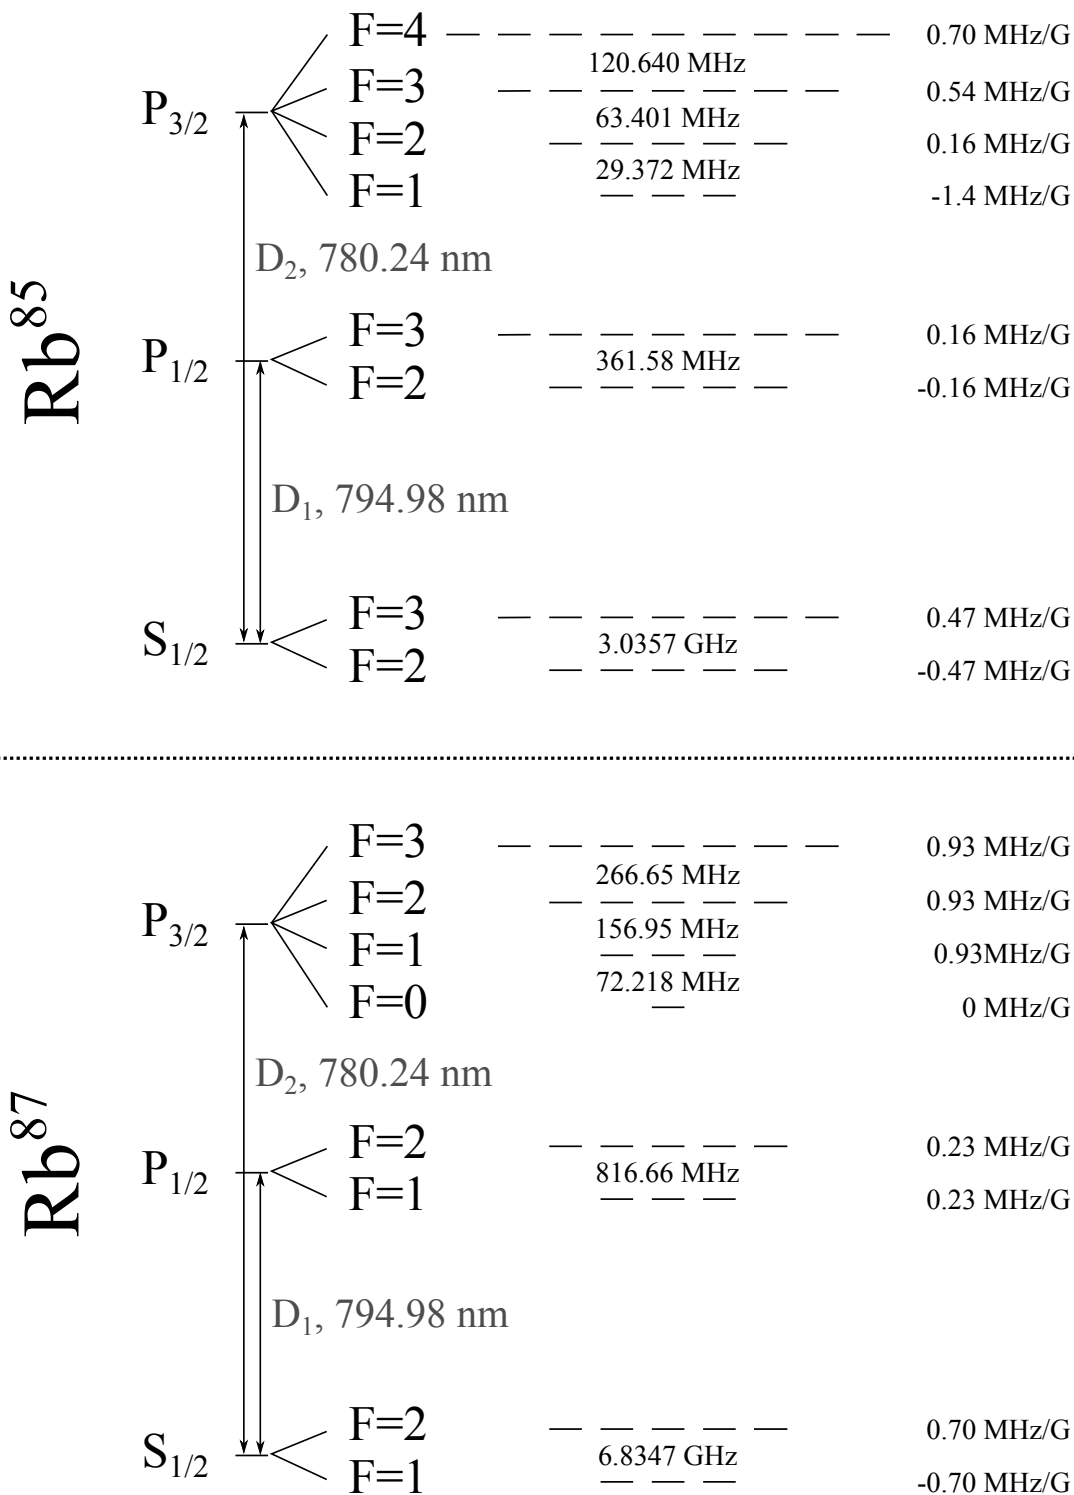 Rb⁸⁵
F=4 0.70 MHz/G
120.640 MHz
F=3 0.54 MHz/G
P₃/₂
63.401 MHz
F=2 0.16 MHz/G
29.372 MHz
F=1 -1.4 MHz/G
D₂, 780.24 nm
F=3 0.16 MHz/G
P₁/₂ 361.58 MHz
F=2 -0.16 MHz/G
D₁, 794.98 nm
F=3 0.47 MHz/G
S₁/₂ 3.0357 GHz
F=2 -0.47 MHz/G
Rb⁸⁷
F=3 0.93 MHz/G
266.65 MHz
F=2 0.93 MHz/G
P₃/₂ 156.95 MHz
F=1 0.93MHz/G
72.218 MHz
F=0 0 MHz/G
D₂, 780.24 nm
F=2 0.23 MHz/G
P₁/₂ 816.66 MHz
F=1 0.23 MHz/G
D₁, 794.98 nm
F=2 0.70 MHz/G
S₁/₂ 6.8347 GHz
F=1 -0.70 MHz/G